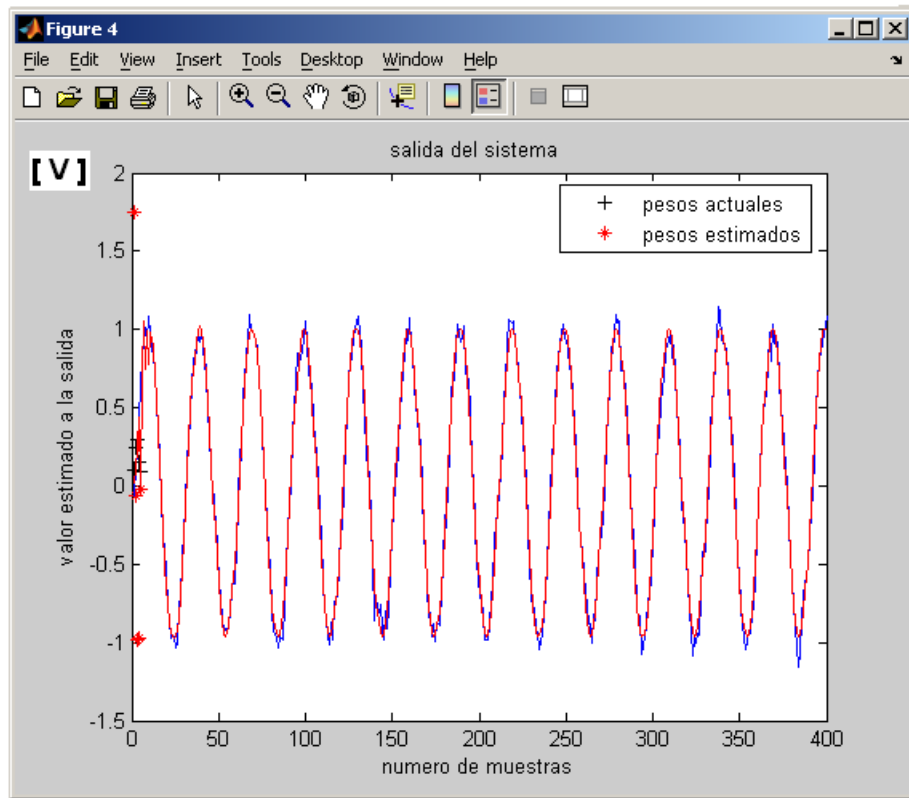 Figure 4
File Edit View Insert Tools Desktop Window Help
salida del sistema
[ V ]
pesos actuales
pesos estimados
valor estimado a la salida
2
1.5
1
0.5
0
-0.5
-1
-1.5
0 50 100 150 200 250 300 350 400
numero de muestras